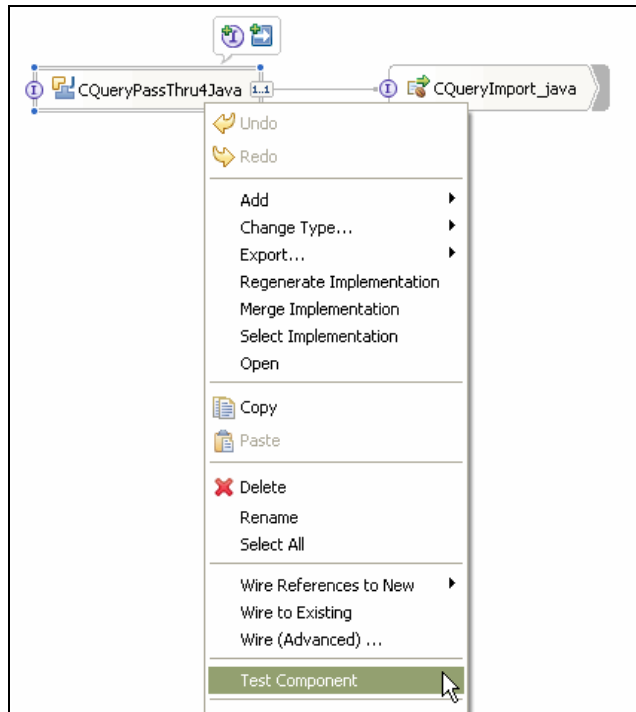 CQueryPassThru4Java 1..1 CQueryImport_java
Undo
Redo
Add
Change Type...
Export...
Regenerate Implementation
Merge Implementation
Select Implementation
Open
Copy
Paste
Delete
Rename
Select All
Wire References to New
Wire to Existing
Wire (Advanced) ...
Test Component